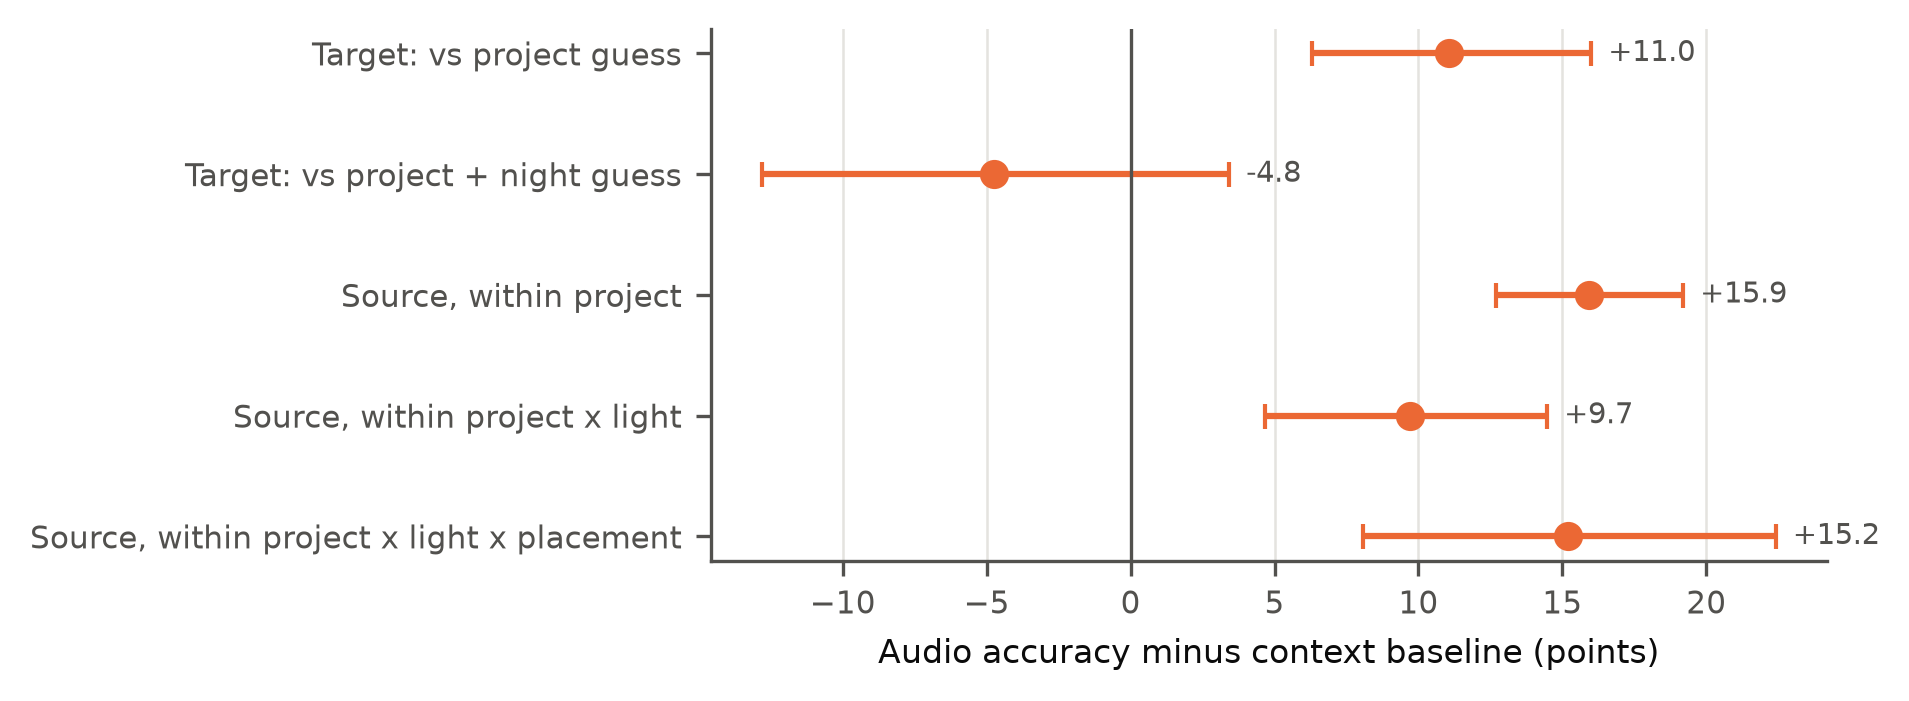 Target: vs project guess
+11.0
Target: vs project + night guess
-4.8
Source, within project
+15.9
Source, within project x light
+9.7
Source, within project x light x placement
+15.2
−10 −5 0 5 10 15 20
Audio accuracy minus context baseline (points)